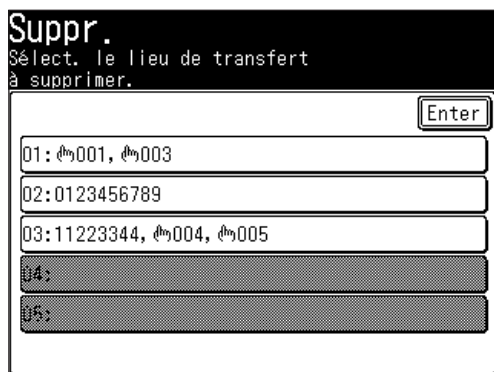 Suppr.
Sélect. le lieu de transfert
à supprimer.
Enter
01:001, 003
02:0123456789
03:11223344, 004, 005
04:
05: